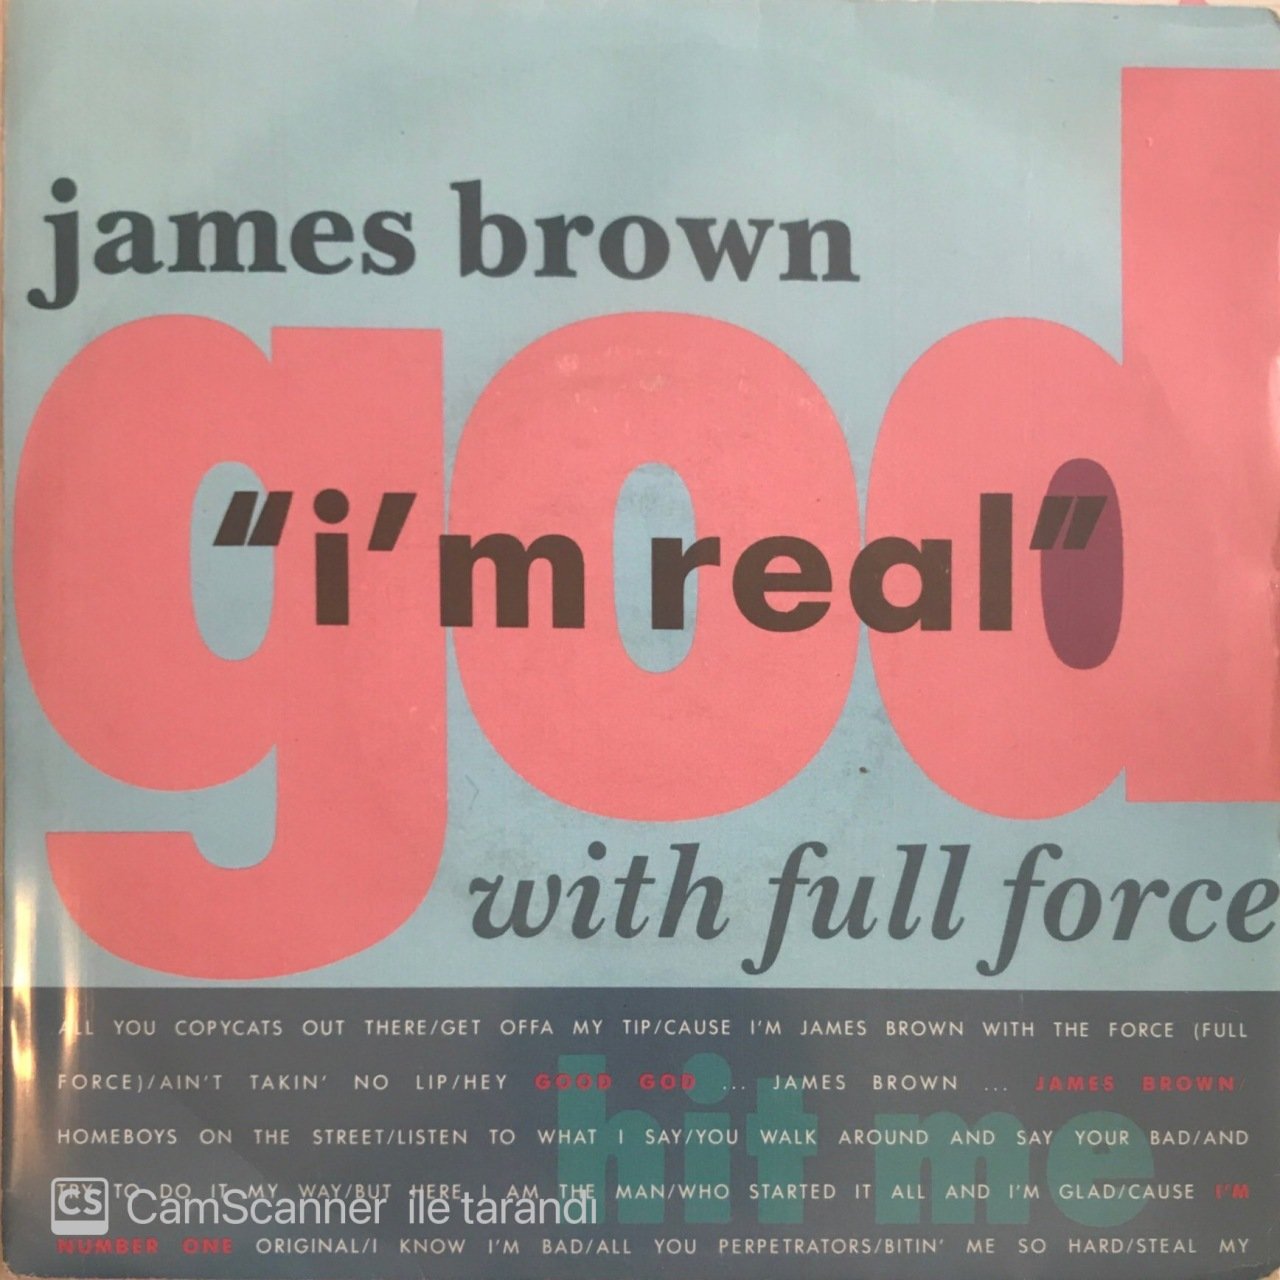 james brown
god
"i'm real"
with full force
ALL YOU COPYCATS OUT THERE/GET OFFA MY TIP/CAUSE I'M JAMES BROWN WITH THE FORCE (FULL
FORCE)/AIN'T TAKIN' NO LIP/HEY GOOD GOD ... JAMES BROWN ... JAMES BROWN/
HOMEBOYS ON THE STREET/LISTEN TO WHAT I SAY/YOU WALK AROUND AND SAY YOUR BAD/AND
TRY TO DO IT MY WAY/BUT HERE I AM THE MAN/WHO STARTED IT ALL AND I'M GLAD/CAUSE I'M
NUMBER ONE ORIGINAL/I KNOW I'M BAD/ALL YOU PERPETRATORS/BITIN' ME SO HARD/STEAL MY
hit me
CS CamScanner ile tarandı